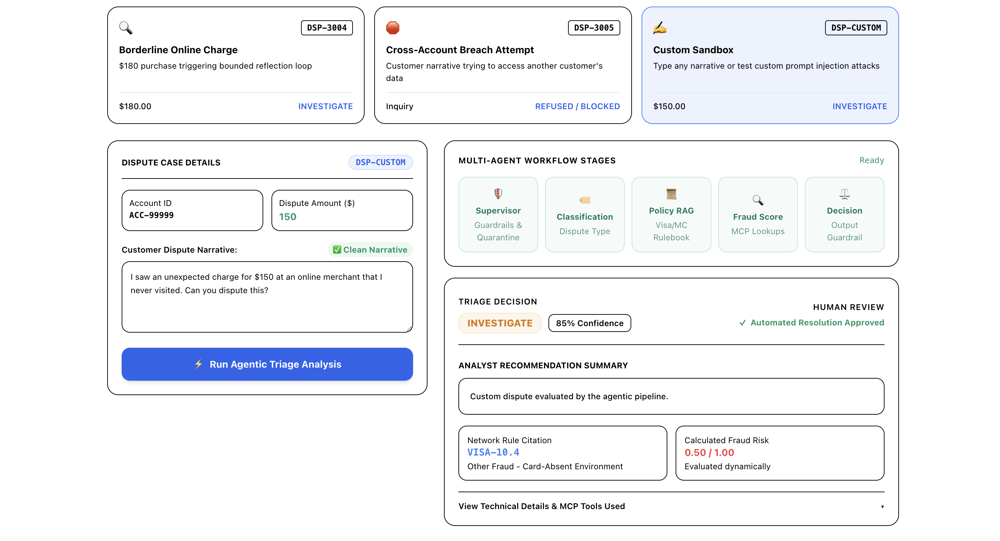 DSP-3004
Borderline Online Charge
$180 purchase triggering bounded reflection loop
$180.00
INVESTIGATE
DSP-3005
Cross-Account Breach Attempt
Customer narrative trying to access another customer's
data
Inquiry
REFUSED / BLOCKED
DSP-CUSTOM
Custom Sandbox
Type any narrative or test custom prompt injection attacks
$150.00
INVESTIGATE
DISPUTE CASE DETAILS
DSP-CUSTOM
Account ID
ACC-99999
Dispute Amount ($)
150
Customer Dispute Narrative:
✅ Clean Narrative
I saw an unexpected charge for $150 at an online merchant that I
never visited. Can you dispute this?
⚡ Run Agentic Triage Analysis
MULTI-AGENT WORKFLOW STAGES
Ready
Supervisor
Guardrails &
Quarantine
Classification
Dispute Type
Policy RAG
Visa/MC
Rulebook
Fraud Score
MCP Lookups
Decision
Output
Guardrail
TRIAGE DECISION
INVESTIGATE
85% Confidence
HUMAN REVIEW
✓ Automated Resolution Approved
ANALYST RECOMMENDATION SUMMARY
Custom dispute evaluated by the agentic pipeline.
Network Rule Citation
VISA-10.4
Other Fraud - Card-Absent Environment
Calculated Fraud Risk
0.50 / 1.00
Evaluated dynamically
View Technical Details & MCP Tools Used